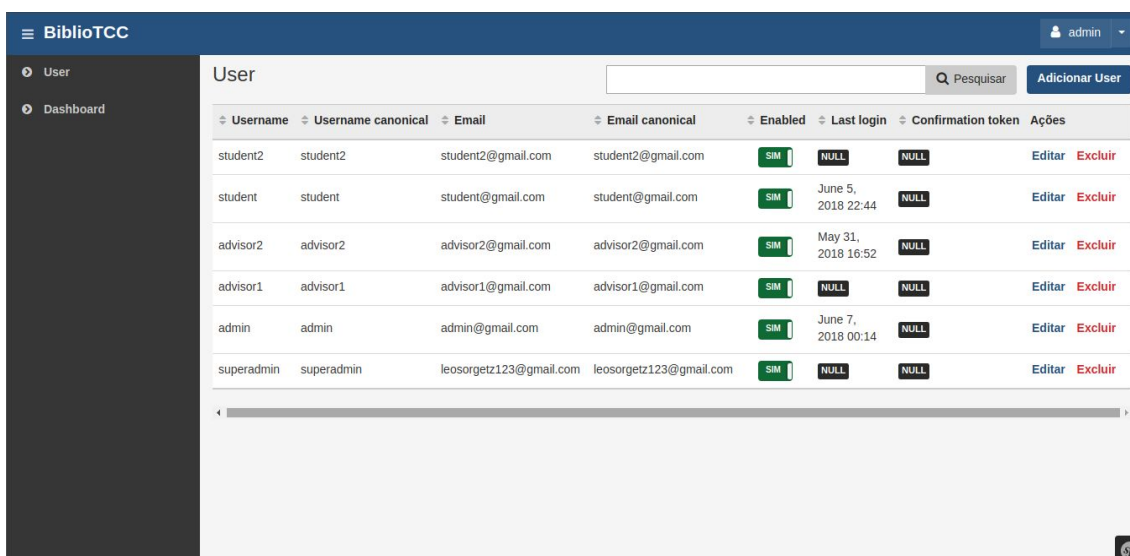 BiblioTCC
admin
User
Dashboard
User
Pesquisar
Adicionar User
Username Username canonical Email Email canonical Enabled Last login Confirmation token Ações
student2 student2 student2@gmail.com student2@gmail.com SIM NULL NULL Editar Excluir
student student student@gmail.com student@gmail.com SIM June 5, 2018 22:44 NULL Editar Excluir
advisor2 advisor2 advisor2@gmail.com advisor2@gmail.com SIM May 31, 2018 16:52 NULL Editar Excluir
advisor1 advisor1 advisor1@gmail.com advisor1@gmail.com SIM NULL NULL Editar Excluir
admin admin admin@gmail.com admin@gmail.com SIM June 7, 2018 00:14 NULL Editar Excluir
superadmin superadmin leosorgetz123@gmail.com leosorgetz123@gmail.com SIM NULL NULL Editar Excluir